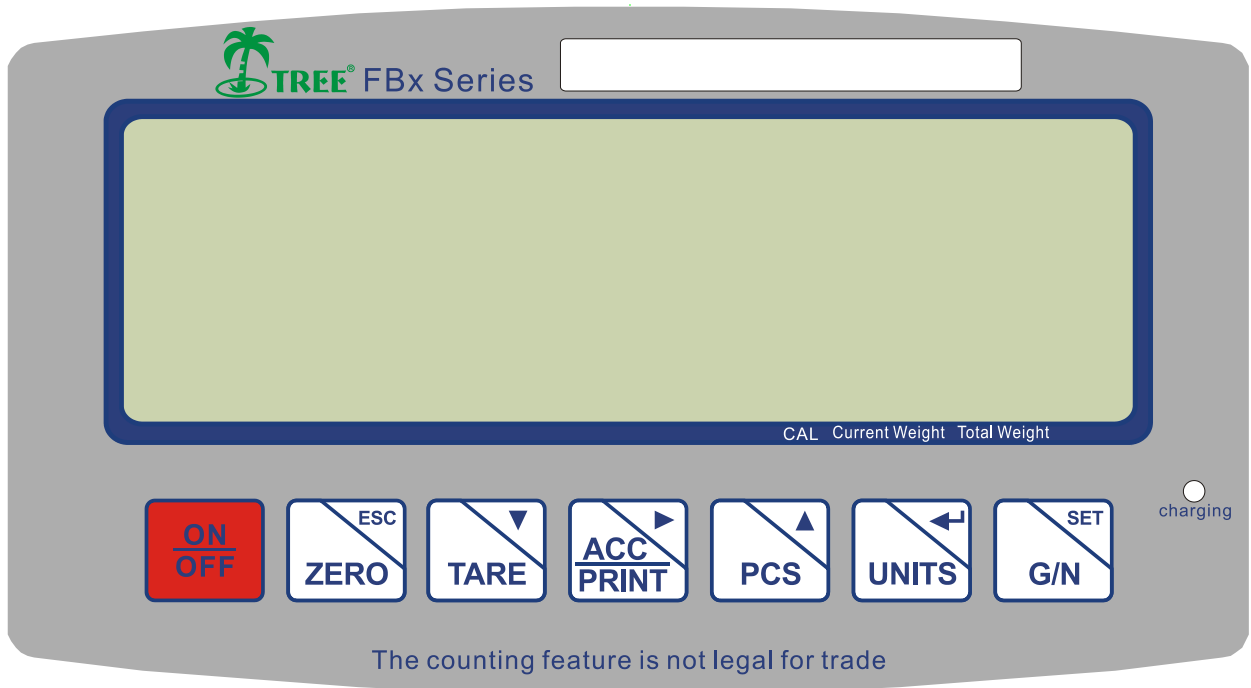 TREE® FBx Series
CAL Current Weight Total Weight
ON
OFF
ESC
ZERO
TARE
ACC
PRINT
PCS
UNITS
SET
G/N
charging
The counting feature is not legal for trade